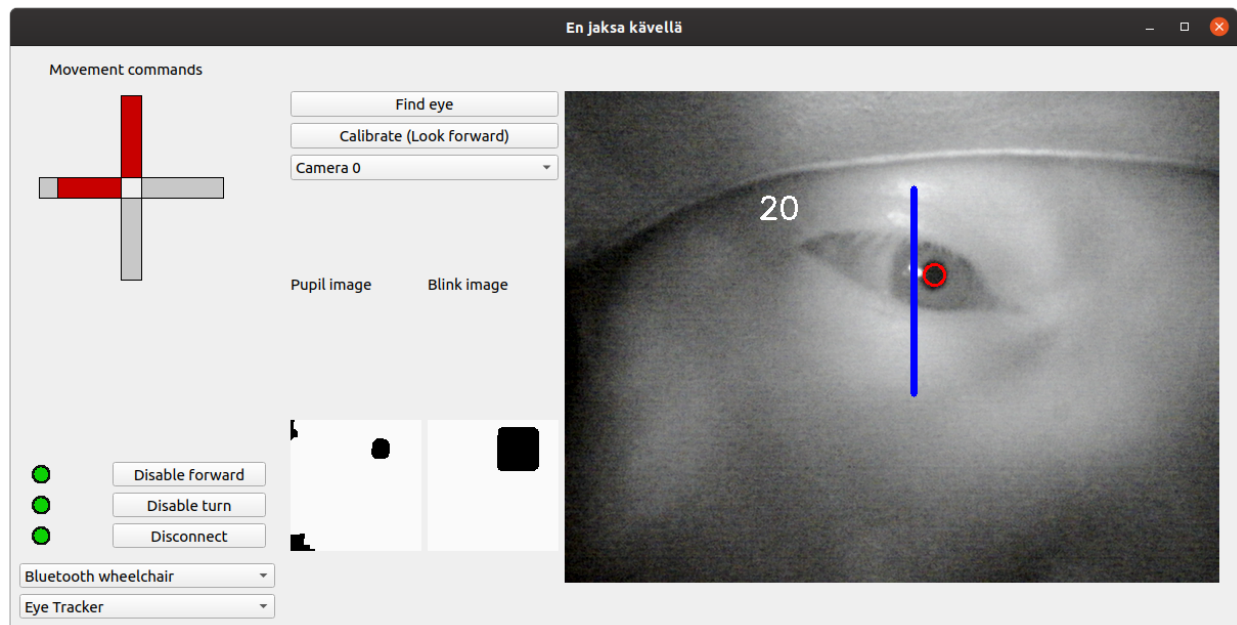 En jaksa kävellä
Movement commands
Find eye
Calibrate (Look forward)
Camera 0
20
Pupil image
Blink image
Disable forward
Disable turn
Disconnect
Bluetooth wheelchair
Eye Tracker